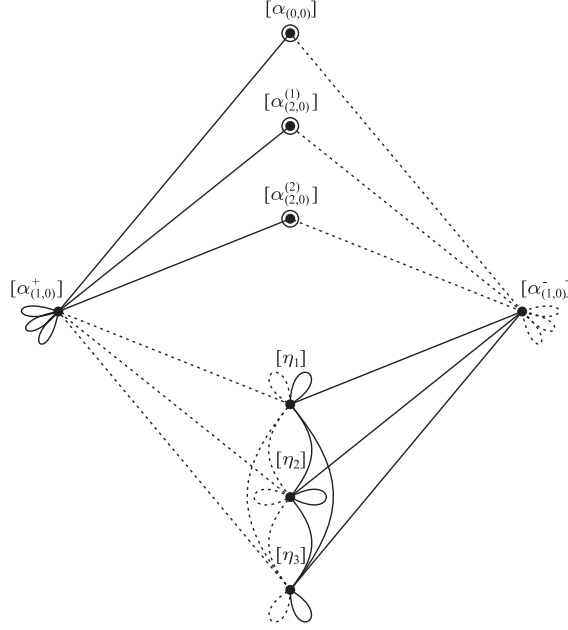 [α(0,0)]
[α(2,0)^(1)]
[α(2,0)^(2)]
[α(1,0)^+]
[α(1,0)^-]
[η1]
[η2]
[η3]